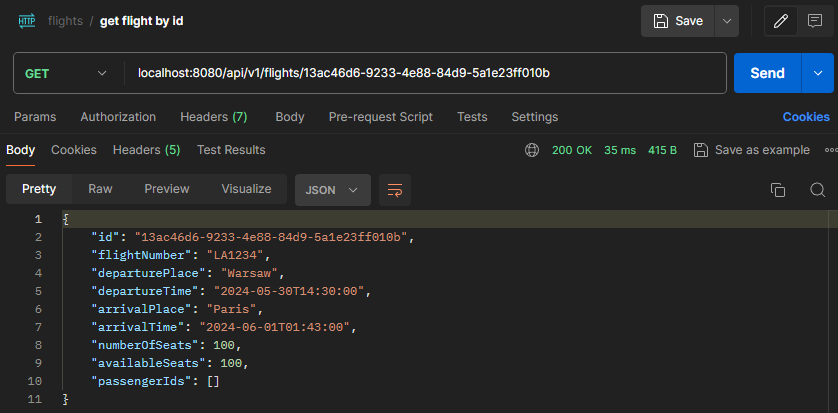 HTTP flights / get flight by id Save
GET localhost:8080/api/v1/flights/13ac46d6-9233-4e88-84d9-5a1e23ff010b Send
Params Authorization Headers (7) Body Pre-request Script Tests Settings Cookies
Body Cookies Headers (5) Test Results 200 OK 35 ms 415 B Save as example
Pretty Raw Preview Visualize JSON
1 {
2 "id": "13ac46d6-9233-4e88-84d9-5a1e23ff010b",
3 "flightNumber": "LA1234",
4 "departurePlace": "Warsaw",
5 "departureTime": "2024-05-30T14:30:00",
6 "arrivalPlace": "Paris",
7 "arrivalTime": "2024-06-01T01:43:00",
8 "numberOfSeats": 100,
9 "availableSeats": 100,
10 "passengerIds": []
11 }